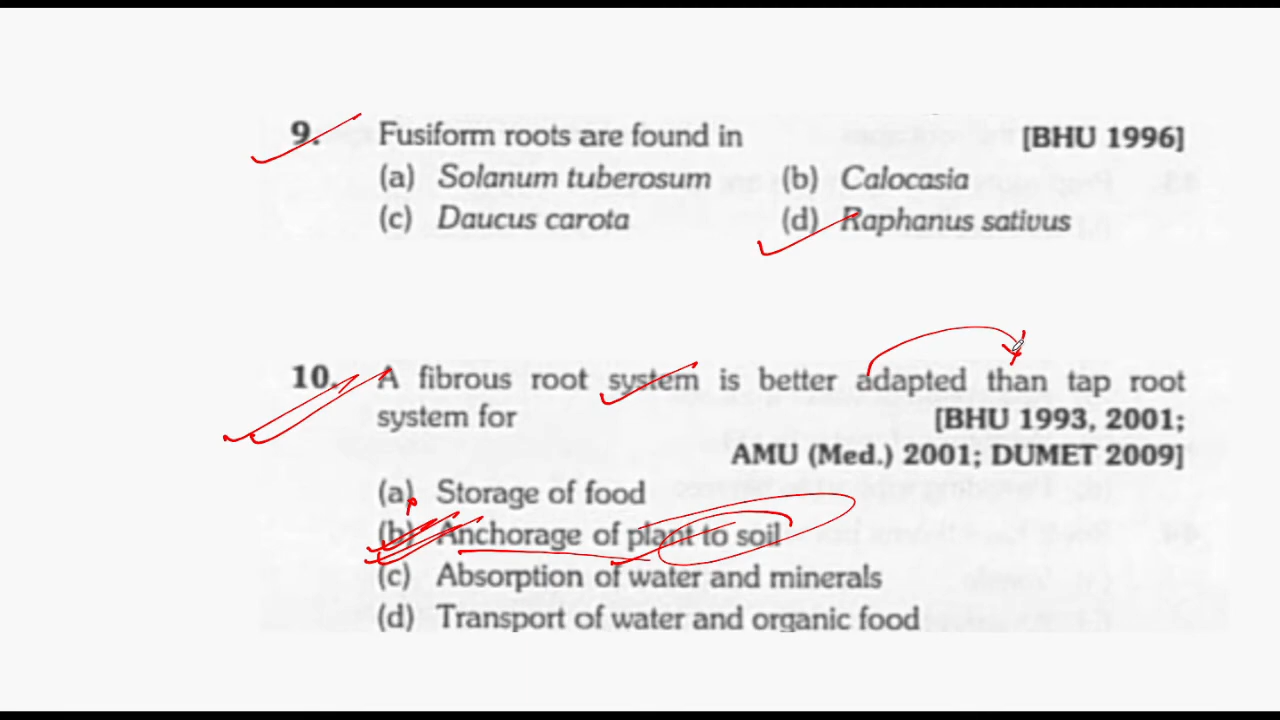 9. Fusiform roots are found in [BHU 1996]
(a) Solanum tuberosum (b) Calocasia
(c) Daucus carota (d) Raphanus sativus
10. A fibrous root system is better adapted than tap root
system for [BHU 1993, 2001;
AMU (Med.) 2001; DUMET 2009]
(a) Storage of food
(b) Anchorage of plant to soil
(c) Absorption of water and minerals
(d) Transport of water and organic food